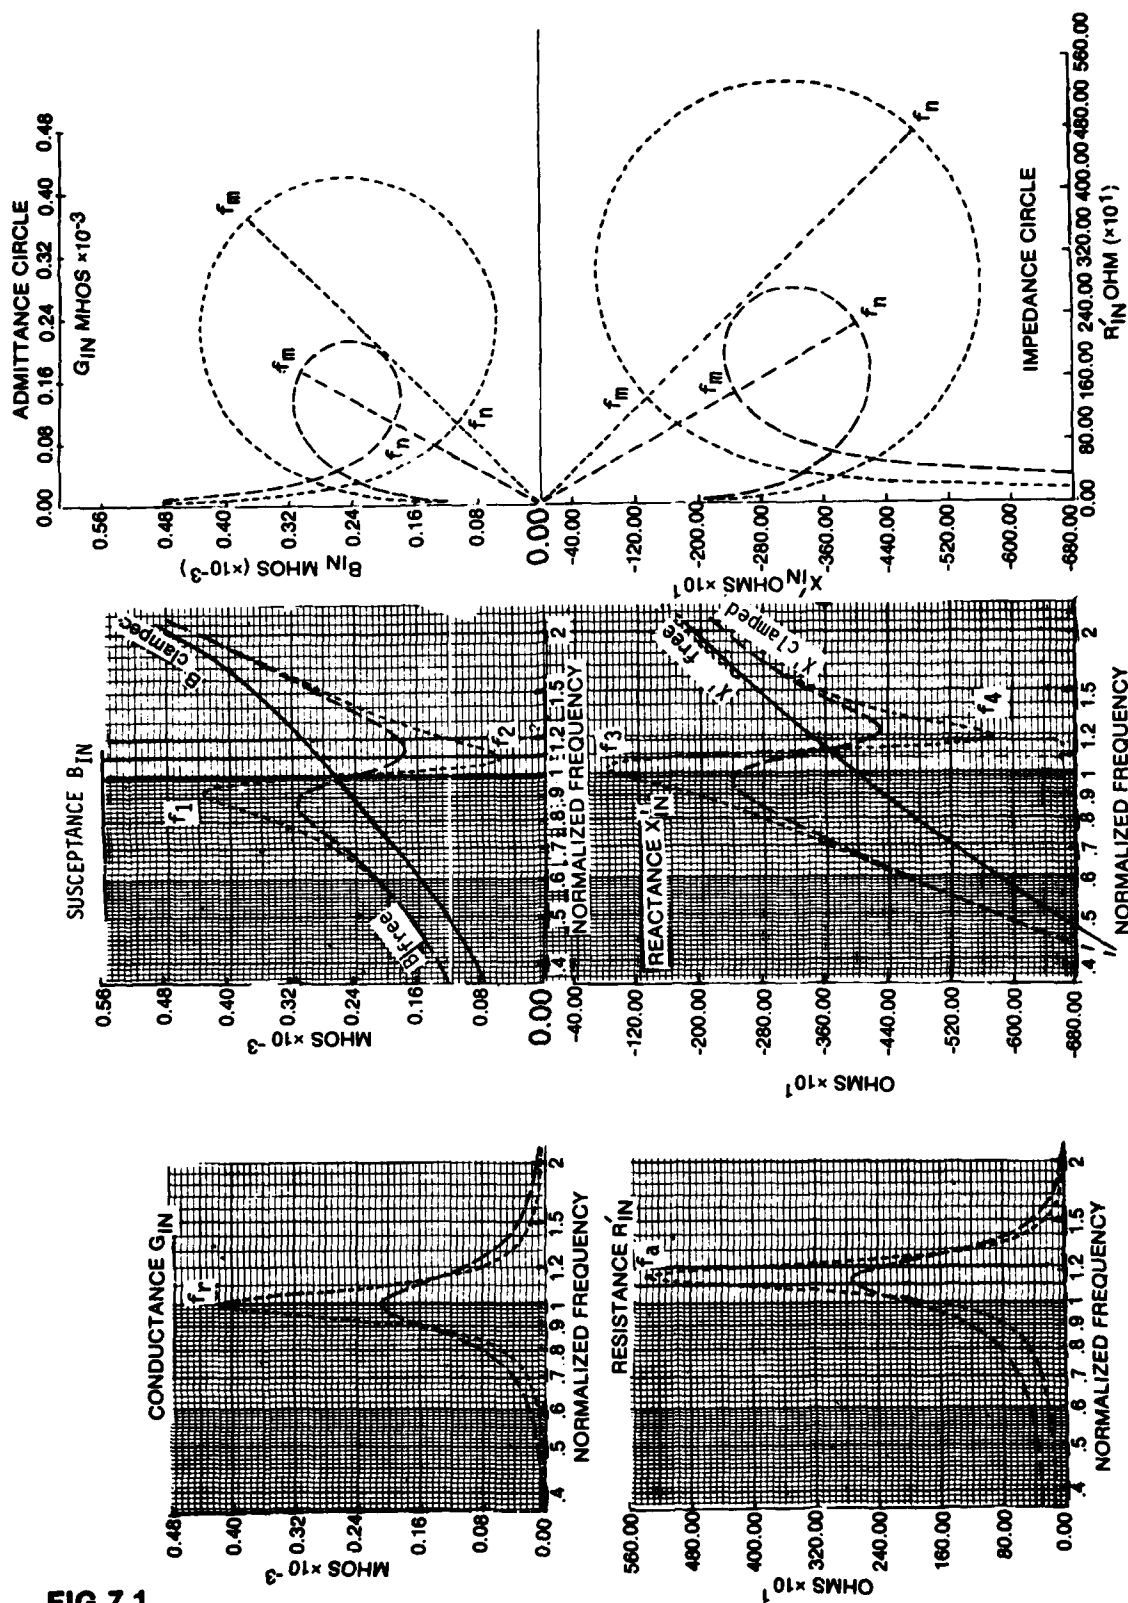 ADMITTANCE CIRCLE
G_IN MHOS ×10^-3
0.00 0.08 0.16 0.24 0.32 0.40 0.48
0.56
0.48
0.40
0.32
0.24
0.16
0.08
0.00
B_IN MHOS (×10^-3)
f_m
f_m
f_n
f_n
-40.00
-120.00
-200.00
-280.00
-360.00
-440.00
-520.00
-600.00
-680.00
X'_IN OHMS ×10^1
f_m
f_m
f_n
f_n
IMPEDANCE CIRCLE
0.00 80.00 160.00 240.00 320.00 400.00 480.00 560.00
R'_IN OHM (×10^1)
SUSCEPTANCE B_IN
0.56
0.48
0.40
0.32
0.24
0.16
0.08
0.00
MHOS ×10^-3
f_1
f_2
B' clamped
B' free
.4 .5 .6 .7 .8 .9 1 1.2 1.5 2
NORMALIZED FREQUENCY
REACTANCE X'_IN
-40.00
-120.00
-200.00
-280.00
-360.00
-440.00
-520.00
-600.00
-680.00
OHMS ×10^1
f_3
f_4
X' free
X' clamped
.4 .5 .6 .7 .8 .9 1 1.2 1.5 2
NORMALIZED FREQUENCY
CONDUCTANCE G_IN
0.48
0.40
0.32
0.24
0.16
0.08
0.00
MHOS ×10^-3
f_r
.4 .5 .6 .7 .8 .9 1 1.2 1.5 2
NORMALIZED FREQUENCY
RESISTANCE R'_IN
560.00
480.00
400.00
320.00
240.00
160.00
80.00
0.00
OHMS ×10^1
f_a
.4 .5 .6 .7 .8 .9 1 1.2 1.5 2
NORMALIZED FREQUENCY
FIG 7.1